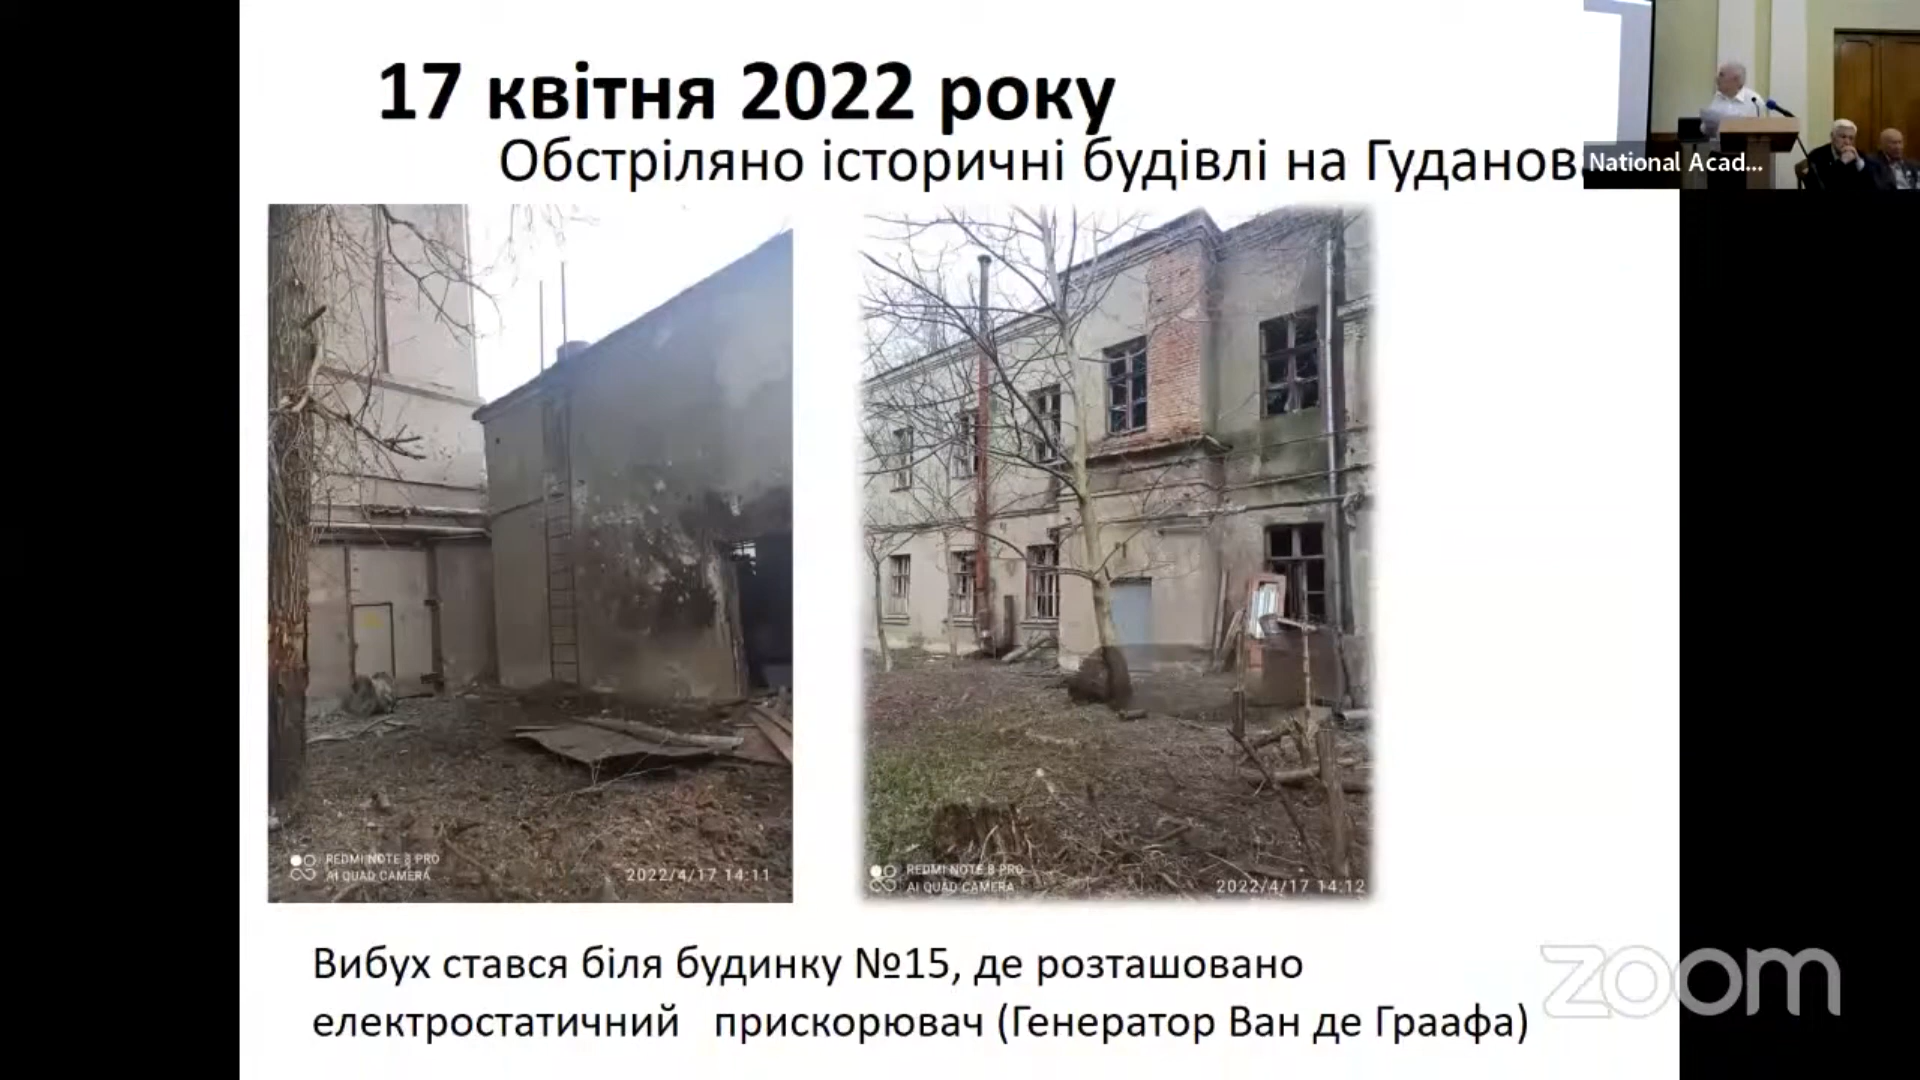 17 квітня 2022 року
Обстріляно історичні будівлі на
National Acad...
REDMI NOTE 8 PRO
AI QUAD CAMERA
2022/4/17 14:11
REDMI NOTE 8 PRO
AI QUAD CAMERA
2022/4/17 14:12
Вибух стався біля будинку №15, де розташовано
електростатичний прискорювач (Генератор Ван де Граафа)
zoom